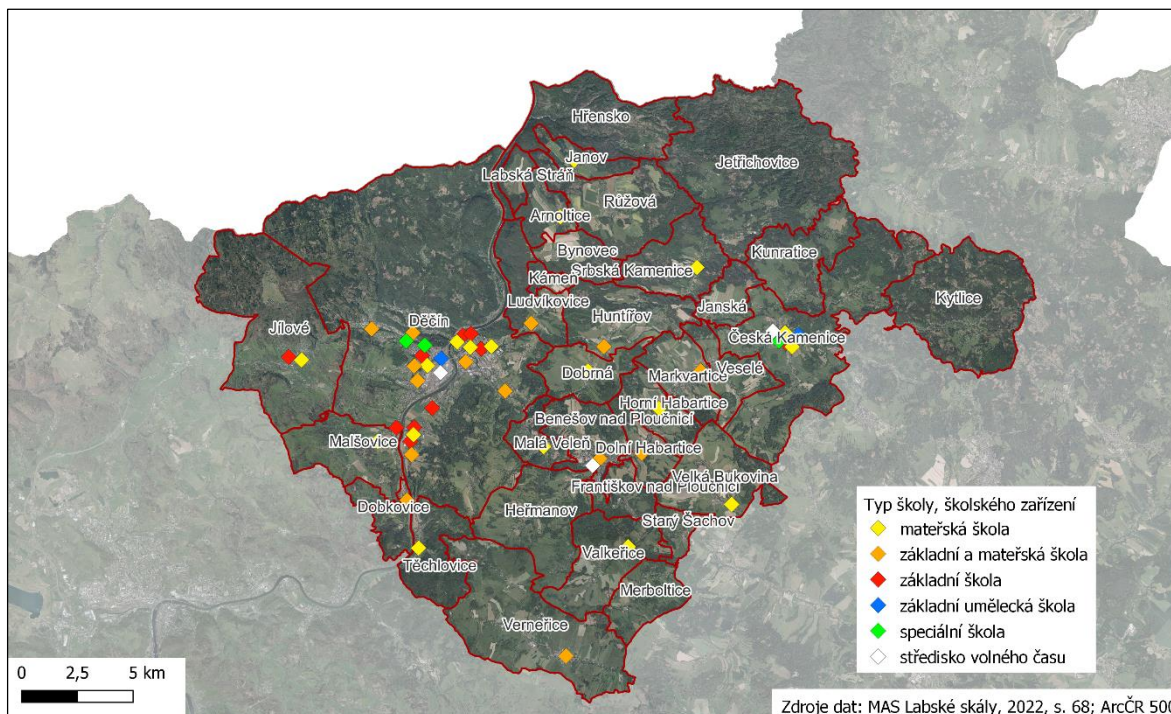 Hřensko
Janov
Jetřichovice
Labská Stráň
Růžová
Arnoltice
Bynovec
Kunratice
Srbská Kamenice
Kámen
Kytlice
Ludvíkovice
Janská
Huntířov
Děčín
Jílové
Česká Kamenice
Dobrná
Markvartice
Veselé
Horní Habartice
Benešov nad Ploučnicí
Malšovice
Malá Veleň
Dolní Habartice
Velká Bukovina
Františkov nad Ploučnicí
Dobkovice
Heřmanov
Starý Šachov
Valkeřice
Těchlovice
Merboltice
Verneřice
Typ školy, školského zařízení
mateřská škola
základní a mateřská škola
základní škola
základní umělecká škola
speciální škola
středisko volného času
0 2,5 5 km
Zdroje dat: MAS Labské skály, 2022, s. 68; ArcČR 500